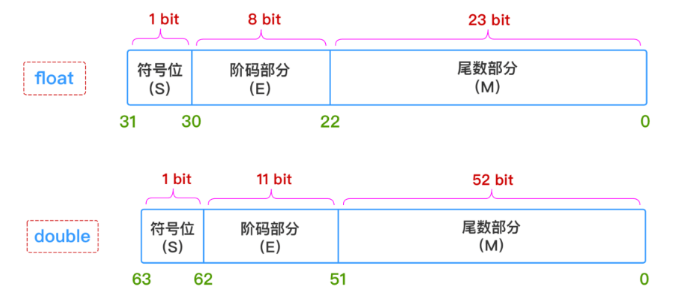 1 bit 8 bit 23 bit
float
符号位
(S)
阶码部分
(E)
尾数部分
(M)
31 30 22 0
1 bit 11 bit 52 bit
double
符号位
(S)
阶码部分
(E)
尾数部分
(M)
63 62 51 0